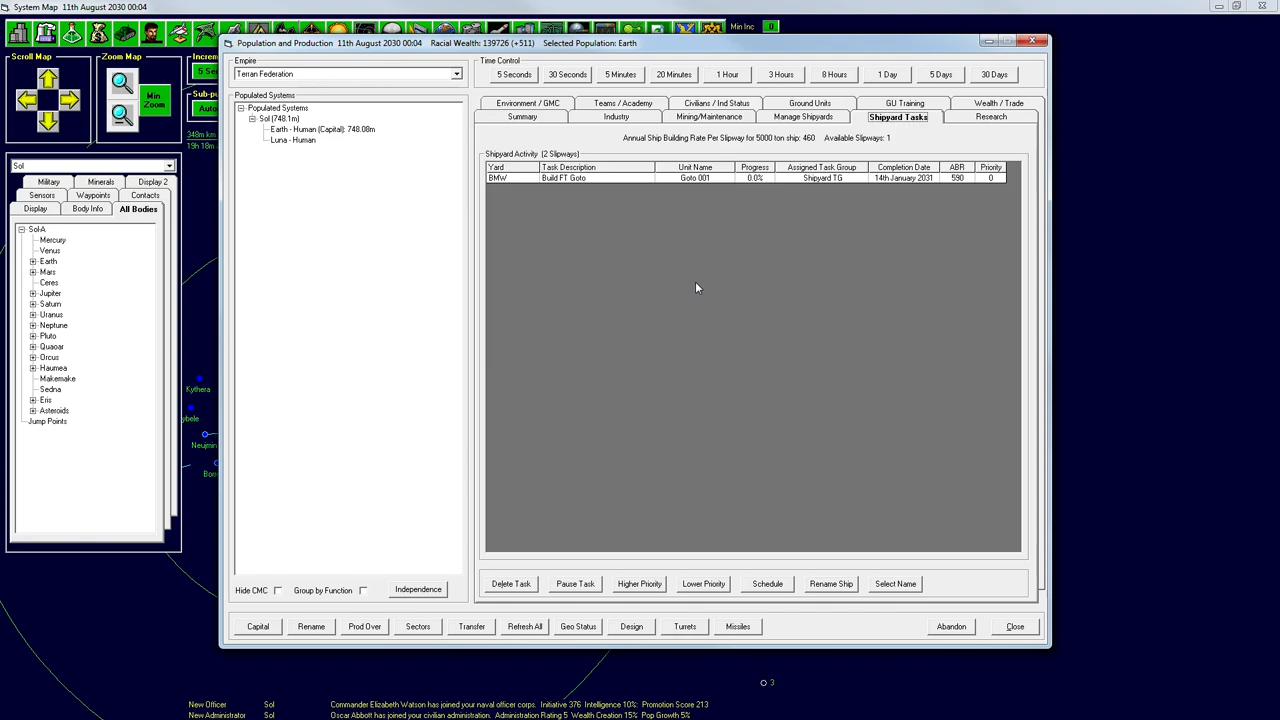 System Map 11th August 2030 00:04
Min Inc 0
Scroll Map
Zoom Map
Min Zoom
Sol
Military Minerals Display 2
Sensors Waypoints Contacts
Display Body Info All Bodies
Sol-A
Mercury
Venus
Earth
Mars
Ceres
Jupiter
Saturn
Uranus
Neptune
Pluto
Quaoar
Orcus
Haumea
Makemake
Sedna
Eris
Asteroids
Jump Points
Kythera
Population and Production 11th August 2030 00:04 Racial Wealth: 139726 (+511) Selected Population: Earth
Empire
Terran Federation
Populated Systems
Populated Systems
Sol (748.1m)
Earth - Human (Capital): 748.08m
Luna - Human
Hide CMC Group by Function Independence
Time Control
5 Seconds 30 Seconds 5 Minutes 20 Minutes 1 Hour 3 Hours 8 Hours 1 Day 5 Days 30 Days
Environment / GMC Teams / Academy Civilians / Ind Status Ground Units GU Training Wealth / Trade
Summary Industry Mining/Maintenance Manage Shipyards Shipyard Tasks Research
Annual Ship Building Rate Per Slipway for 5000 ton ship: 460 Available Slipways: 1
Shipyard Activity (2 Slipways)
Yard Task Description Unit Name Progress Assigned Task Group Completion Date ABR Priority
BMW Build FT Goto Goto 001 0.0% Shipyard TG 14th January 2031 590 0
Delete Task Pause Task Higher Priority Lower Priority Schedule Rename Ship Select Name
Capital Rename Prod Over Sectors Transfer Refresh All Geo Status Design Turrets Missiles Abandon Close
3
New Officer Sol Commander Elizabeth Watson has joined your naval officer corps. Initiative 376 Intelligence 10% Promotion Score 213
New Administrator Sol Oscar Abbott has joined your civilian administration. Administration Rating 5 Wealth Creation 15% Pop Growth 5%